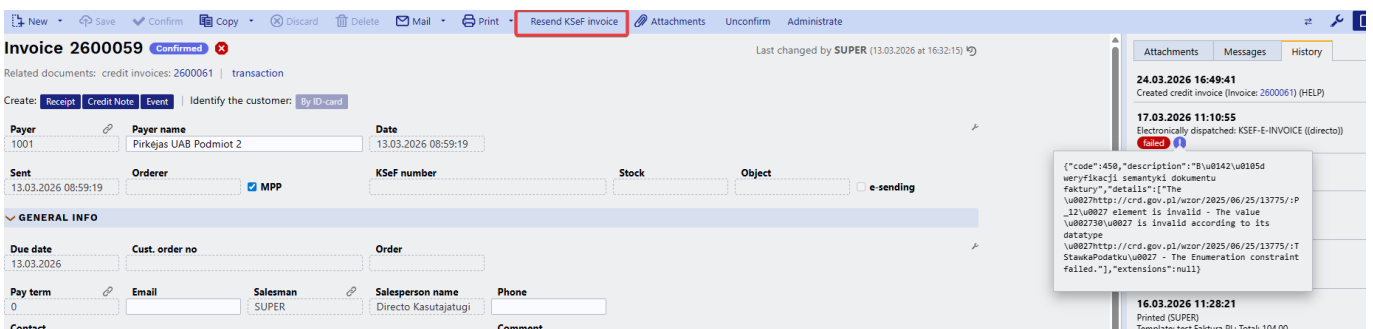 New Save Confirm Copy Discard Delete Mail Print Resend KSeF invoice Attachments Unconfirm Administrate
Invoice 2600059 Confirmed
Last changed by SUPER (13.03.2026 at 16:32:15)
Related documents: credit invoices: 2600061 | transaction
Create: Receipt Credit Note Event | Identify the customer: By ID-card
Payer Payer name Date
1001 Pirkėjas UAB Podmiot 2 13.03.2026 08:59:19
Sent Orderer KSeF number Stock Object
13.03.2026 08:59:19 MPP e-sending
GENERAL INFO
Due date Cust. order no Order
13.03.2026
Pay term Email Salesman Salesperson name Phone
0 SUPER Directo Kasutajatugi
Contact Comment
Attachments Messages History
24.03.2026 16:49:41
Created credit invoice (Invoice: 2600061) (HELP)
17.03.2026 11:10:55
Electronically dispatched: KSEF-E-INVOICE ((directo))
failed
{"code":450,"description":"B\u0142\u0105d
weryfikacji semantyki dokumentu
faktury","details":["The
\u0027http://crd.gov.pl/wzor/2025/06/25/13775/:P
_12\u0027 element is invalid - The value
\u002730\u0027 is invalid according to its
datatype
\u0027http://crd.gov.pl/wzor/2025/06/25/13775/:T
StawkaPodatku\u0027 - The Enumeration constraint
failed."],"extensions":null}
16.03.2026 11:28:21
Printed (SUPER)
Template: test Faktura PL; Total: 104.00